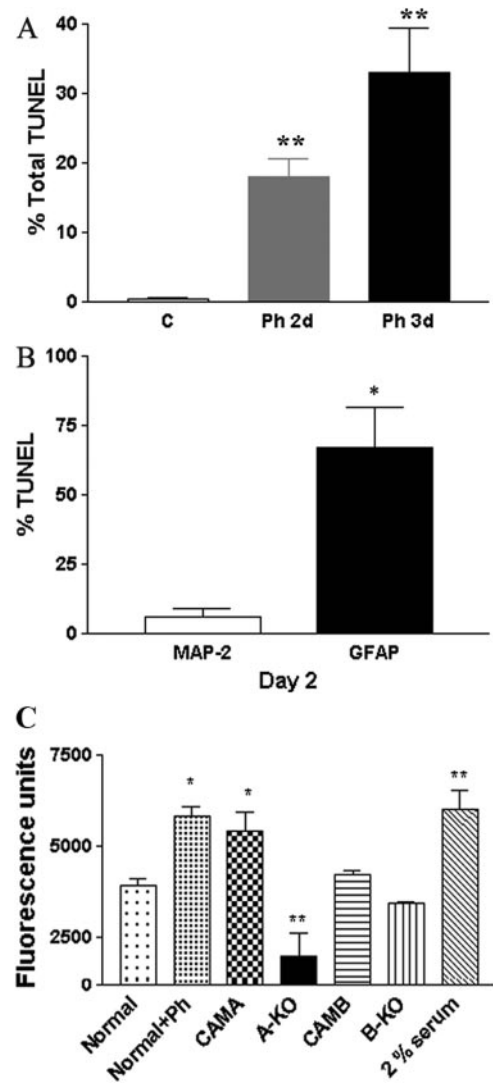 A
% Total TUNEL
40
30
20
10
0
**
**
C Ph 2d Ph 3d
B
% TUNEL
100
75
50
25
0
*
MAP-2 GFAP
Day 2
C
Fluorescence units
7500
5000
2500
0
* * ** **
Normal
Normal+Ph
CAMA
A-KO
CAMB
B-KO
2 % serum